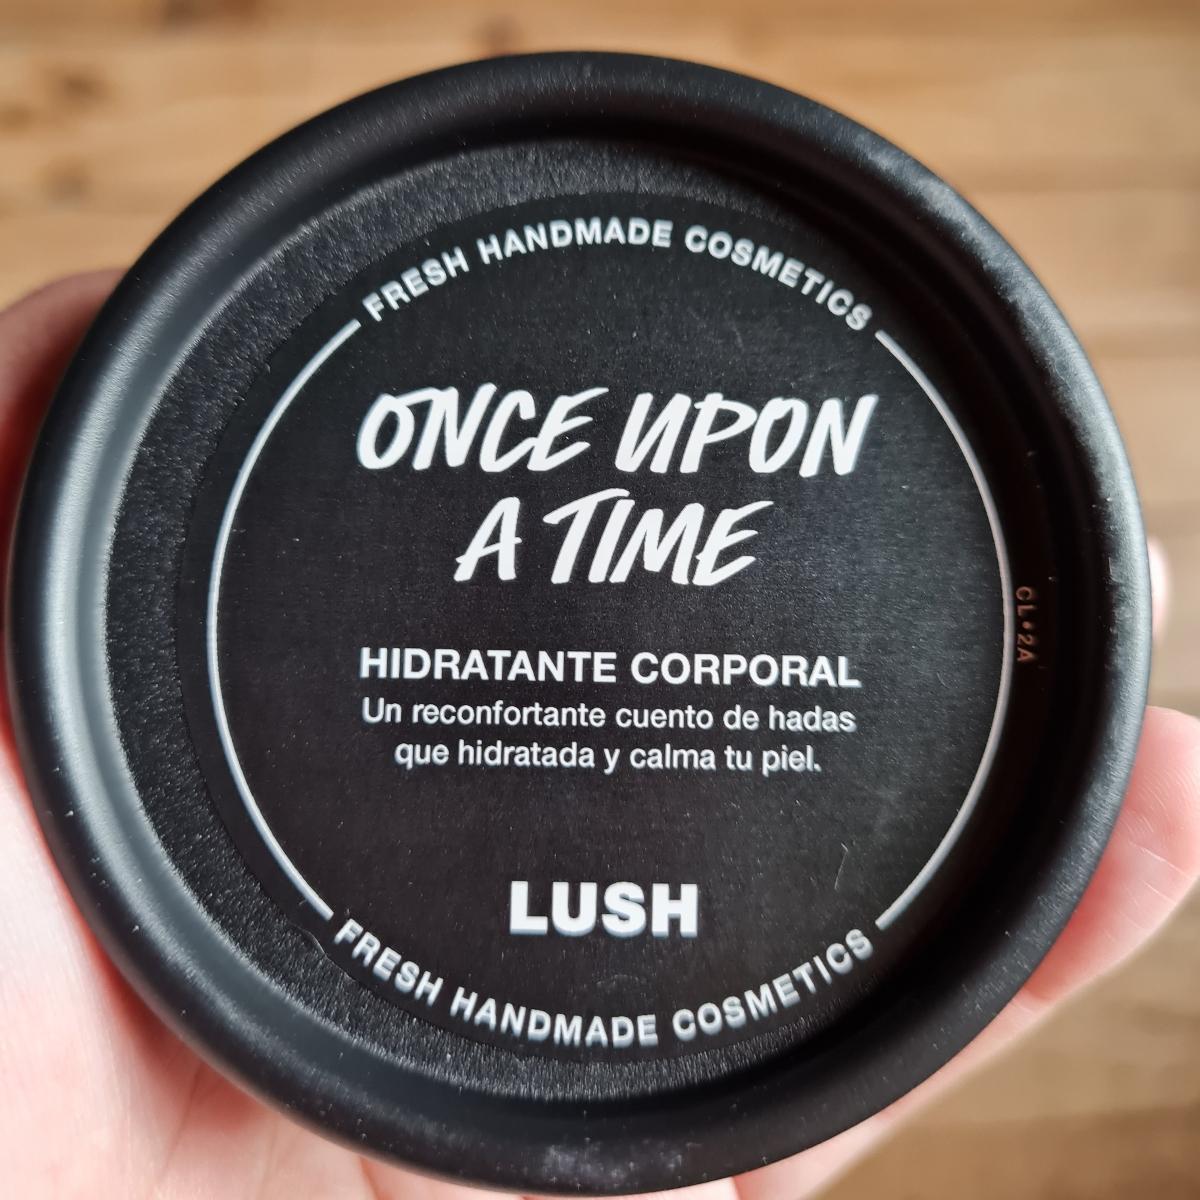 FRESH HANDMADE COSMETICS
ONCE UPON
A TIME
HIDRATANTE CORPORAL
Un reconfortante cuento de hadas
que hidratada y calma tu piel.
LUSH
FRESH HANDMADE COSMETICS
CL•2A